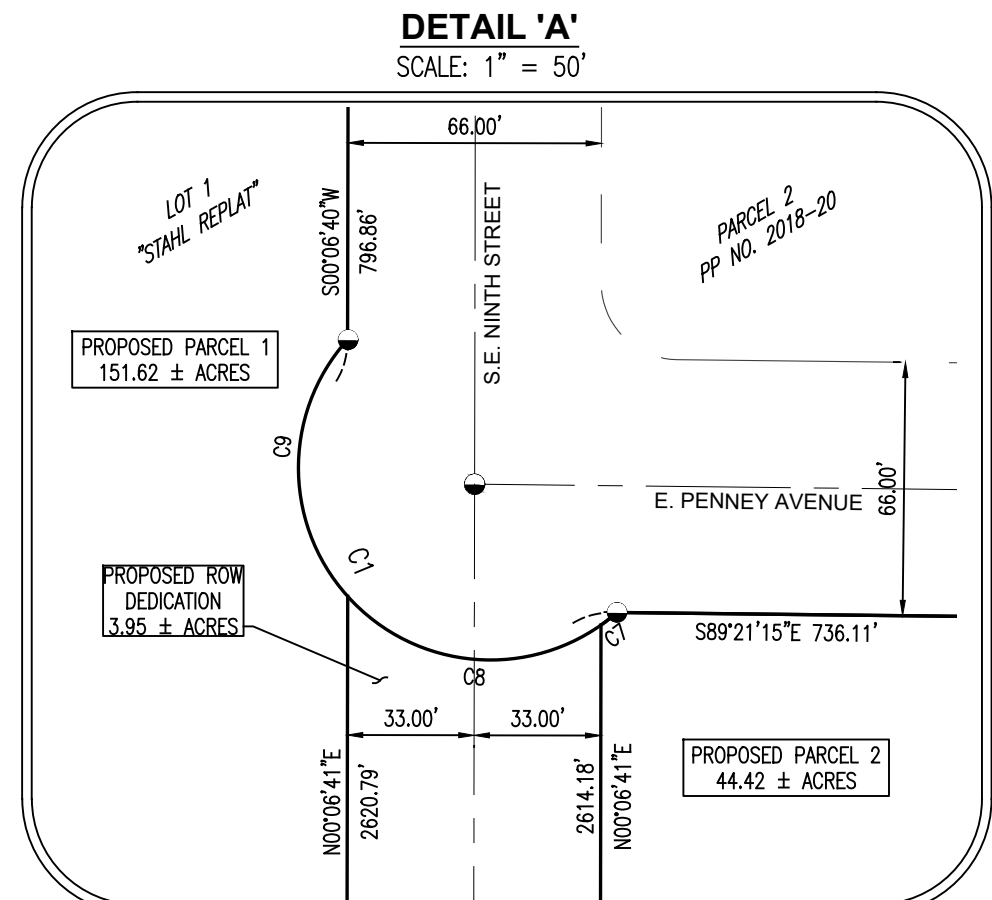 DETAIL 'A'
SCALE: 1" = 50'
66.00'
LOT 1
"STAHL REPLAT"
S00°06'40"W
796.86'
S.E. NINTH STREET
PARCEL 2
PP NO. 2018-20
PROPOSED PARCEL 1
151.62 ± ACRES
C9
66.00'
E. PENNEY AVENUE
C1
PROPOSED ROW
DEDICATION
3.95 ± ACRES
C7
S89°21'15"E 736.11'
C8
33.00'
33.00'
N00°06'41"E
2620.79'
2614.18'
N00°06'41"E
PROPOSED PARCEL 2
44.42 ± ACRES